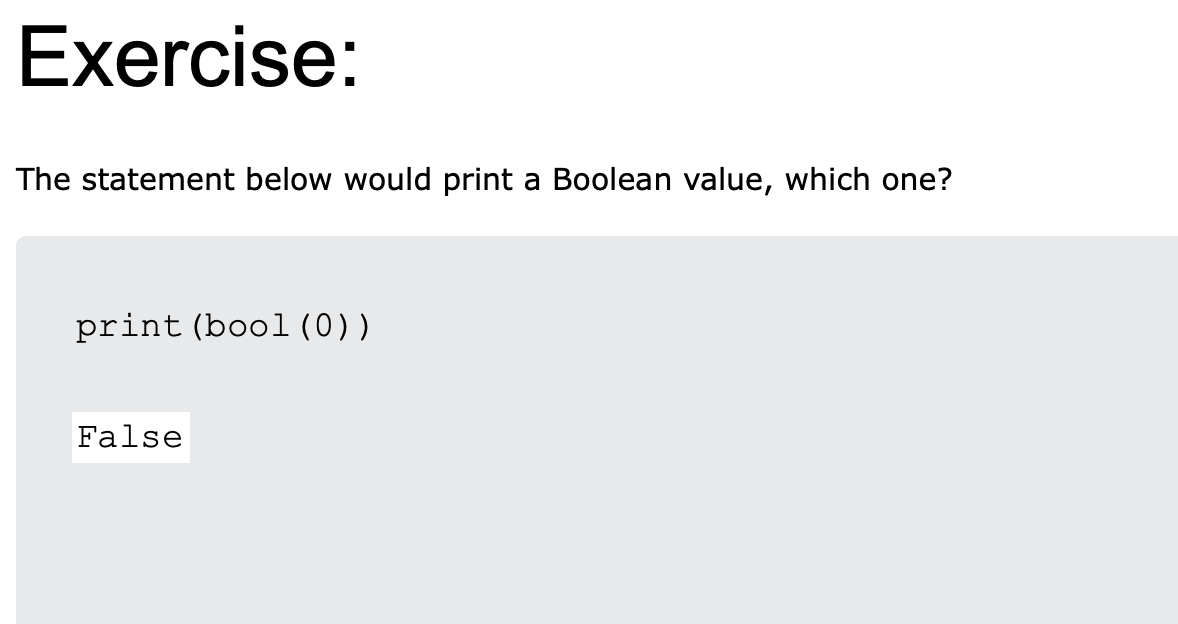 Exercise:
The statement below would print a Boolean value, which one?
print(bool(0))
False